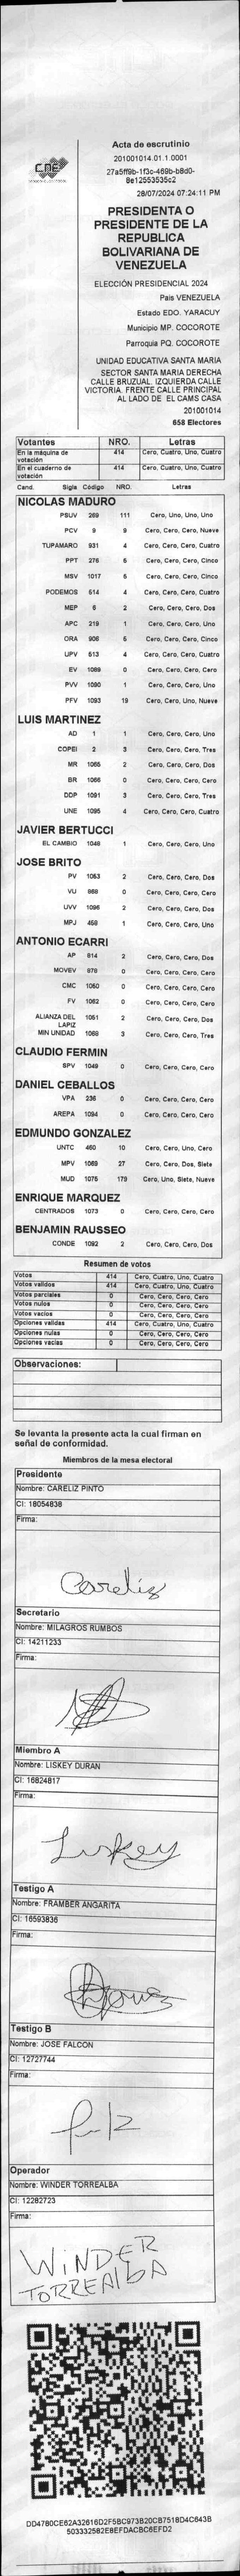 CNE
Acta de escrutinio
201001014.01.1.0001
27a5ff9b-1f3c-469b-b8d0-
8e12553535c2
28/07/2024 07:24:11 PM
PRESIDENTA O
PRESIDENTE DE LA
REPUBLICA
BOLIVARIANA DE
VENEZUELA
ELECCIÓN PRESIDENCIAL 2024
País VENEZUELA
Estado EDO. YARACUY
Municipio MP. COCOROTE
Parroquia PQ. COCOROTE
UNIDAD EDUCATIVA SANTA MARIA
SECTOR SANTA MARIA DERECHA
CALLE BRUZUAL. IZQUIERDA CALLE
VICTORIA. FRENTE CALLE PRINCIPAL
AL LADO DE EL CAMS CASA
201001014
658 Electores
Votantes NRO. Letras
En la máquina de votación 414 Cero, Cuatro, Uno, Cuatro
En el cuaderno de votación 414 Cero, Cuatro, Uno, Cuatro
Cand. Sigla Código NRO. Letras
NICOLAS MADURO
PSUV 269 111 Cero, Uno, Uno, Uno
PCV 9 9 Cero, Cero, Cero, Nueve
TUPAMARO 931 4 Cero, Cero, Cero, Cuatro
PPT 276 5 Cero, Cero, Cero, Cinco
MSV 1017 5 Cero, Cero, Cero, Cinco
PODEMOS 514 4 Cero, Cero, Cero, Cuatro
MEP 6 2 Cero, Cero, Cero, Dos
APC 219 1 Cero, Cero, Cero, Uno
ORA 906 5 Cero, Cero, Cero, Cinco
UPV 513 4 Cero, Cero, Cero, Cuatro
EV 1089 0 Cero, Cero, Cero, Cero
PVV 1090 1 Cero, Cero, Cero, Uno
PFV 1093 19 Cero, Cero, Uno, Nueve
LUIS MARTINEZ
AD 1 1 Cero, Cero, Cero, Uno
COPEI 2 3 Cero, Cero, Cero, Tres
MR 1065 2 Cero, Cero, Cero, Dos
BR 1066 0 Cero, Cero, Cero, Cero
DDP 1091 3 Cero, Cero, Cero, Tres
UNE 1095 4 Cero, Cero, Cero, Cuatro
JAVIER BERTUCCI
EL CAMBIO 1048 1 Cero, Cero, Cero, Uno
JOSE BRITO
PV 1053 2 Cero, Cero, Cero, Dos
VU 868 0 Cero, Cero, Cero, Cero
UVV 1096 2 Cero, Cero, Cero, Dos
MPJ 458 1 Cero, Cero, Cero, Uno
ANTONIO ECARRI
AP 814 2 Cero, Cero, Cero, Dos
MOVEV 878 0 Cero, Cero, Cero, Cero
CMC 1050 0 Cero, Cero, Cero, Cero
FV 1062 0 Cero, Cero, Cero, Cero
ALIANZA DEL LAPIZ 1051 2 Cero, Cero, Cero, Dos
MIN UNIDAD 1068 3 Cero, Cero, Cero, Tres
CLAUDIO FERMIN
SPV 1049 0 Cero, Cero, Cero, Cero
DANIEL CEBALLOS
VPA 236 0 Cero, Cero, Cero, Cero
AREPA 1094 0 Cero, Cero, Cero, Cero
EDMUNDO GONZALEZ
UNTC 460 10 Cero, Cero, Uno, Cero
MPV 1069 27 Cero, Cero, Dos, Siete
MUD 1075 179 Cero, Uno, Siete, Nueve
ENRIQUE MARQUEZ
CENTRADOS 1073 0 Cero, Cero, Cero, Cero
BENJAMIN RAUSSEO
CONDE 1092 2 Cero, Cero, Cero, Dos
Resumen de votos
Votos 414 Cero, Cuatro, Uno, Cuatro
Votos validos 414 Cero, Cuatro, Uno, Cuatro
Votos parciales 0 Cero, Cero, Cero, Cero
Votos nulos 0 Cero, Cero, Cero, Cero
Votos vacios 0 Cero, Cero, Cero, Cero
Opciones validas 414 Cero, Cuatro, Uno, Cuatro
Opciones nulas 0 Cero, Cero, Cero, Cero
Opciones vacias 0 Cero, Cero, Cero, Cero
Observaciones:
Se levanta la presente acta la cual firman en
señal de conformidad.
Miembros de la mesa electoral
Presidente
Nombre: CARELIZ PINTO
CI: 16054838
Firma:
Careliz
Secretario
Nombre: MILAGROS RUMBOS
CI: 14211233
Firma:
Miembro A
Nombre: LISKEY DURAN
CI: 16824817
Firma:
Liskey
Testigo A
Nombre: FRAMBER ANGARITA
CI: 16593836
Firma:
Testigo B
Nombre: JOSE FALCON
CI: 12727744
Firma:
Operador
Nombre: WINDER TORREALBA
CI: 12282723
Firma:
WINDER
TORREALBA
DD4780CE62A32616D2F5BC973B20CB7518D4C643B
503332582E8EFDACBC6EFD2